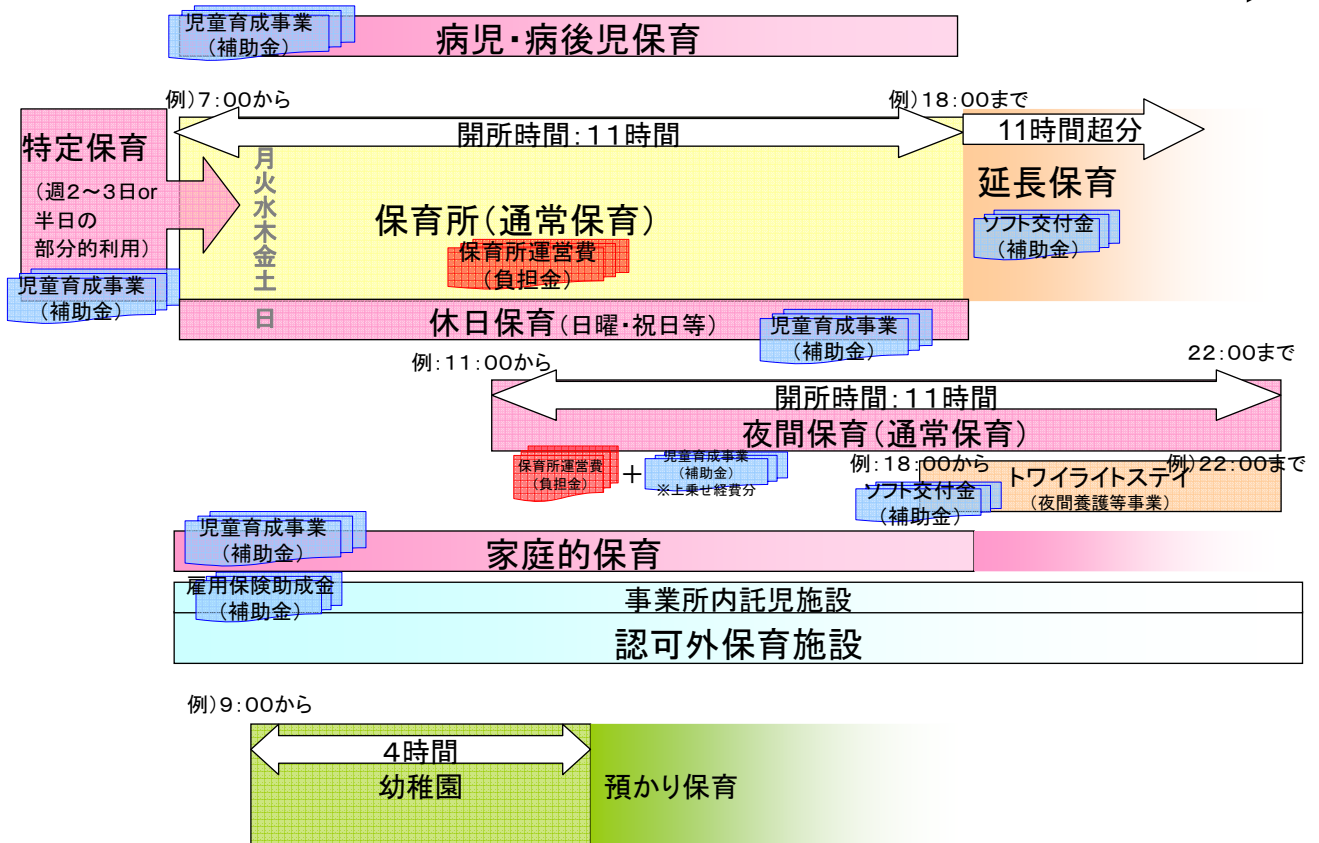 児童育成事業
（補助金）
病児・病後児保育
例）7：00から
例）18：00まで
開所時間：11時間
11時間超分
特定保育
（週2～3日or
半日の
部分的利用）
児童育成事業
（補助金）
月
火
水
木
金
土
日
保育所（通常保育）
保育所運営費
（負担金）
延長保育
ソフト交付金
（補助金）
休日保育（日曜・祝日等）
児童育成事業
（補助金）
例：11：00から
22：00まで
開所時間：11時間
夜間保育（通常保育）
保育所運営費
（負担金）
＋
児童育成事業
（補助金）
※上乗せ経費分
例：18：00から
例）22：00まで
ソフト交付金
（補助金）
トワイライトステイ
（夜間養護等事業）
児童育成事業
（補助金）
家庭的保育
雇用保険助成金
（補助金）
事業所内託児施設
認可外保育施設
例）9：00から
4時間
幼稚園
預かり保育